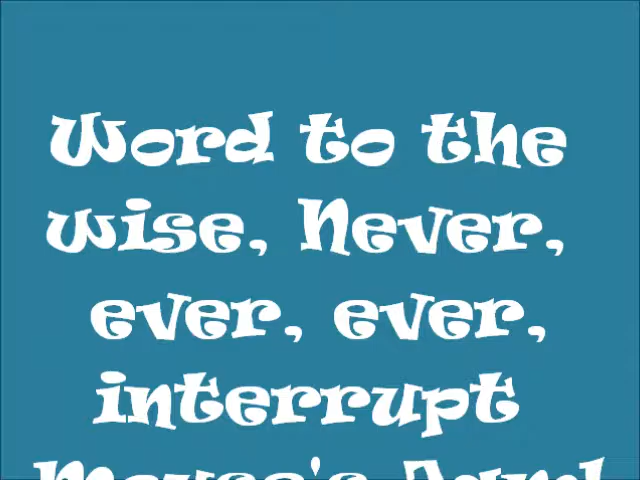 Word to the
wise, Never,
ever, ever,
interrupt